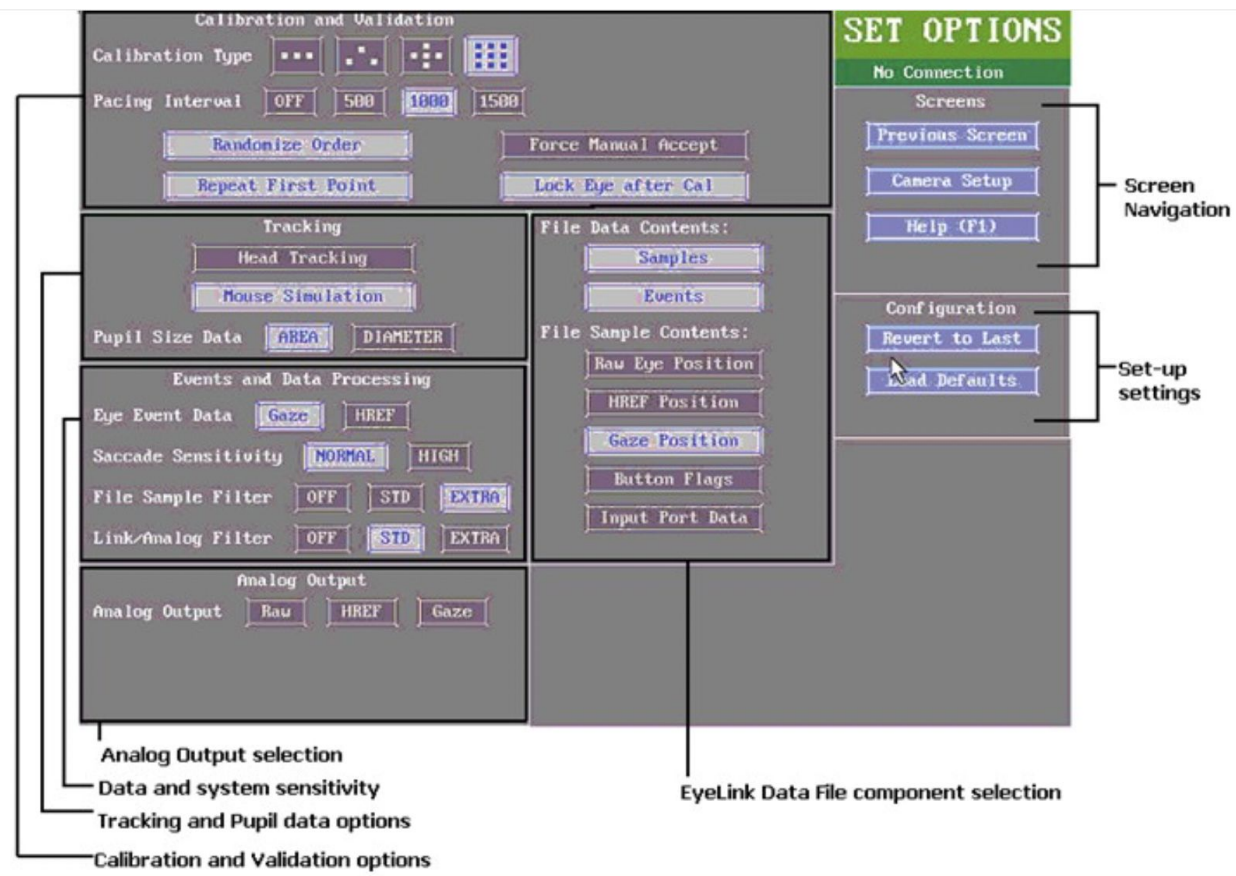 Calibration and Validation
Calibration Type
Pacing Interval OFF 500 1000 1500
Randomize Order Force Manual Accept
Repeat First Point Lock Eye after Cal
Tracking
Head Tracking
Mouse Simulation
Pupil Size Data AREA DIAMETER
Events and Data Processing
Eye Event Data Gaze HREF
Saccade Sensitivity NORMAL HIGH
File Sample Filter OFF STD EXTRA
Link/Analog Filter OFF STD EXTRA
Analog Output
Analog Output Raw HREF Gaze
File Data Contents:
Samples
Events
File Sample Contents:
Raw Eye Position
HREF Position
Gaze Position
Button Flags
Input Port Data
SET OPTIONS
No Connection
Screens
Previous Screen
Camera Setup
Help (F1)
Configuration
Revert to Last
Load Defaults
Screen
Navigation
Set-up
settings
Analog Output selection
Data and system sensitivity
Tracking and Pupil data options
Calibration and Validation options
EyeLink Data File component selection